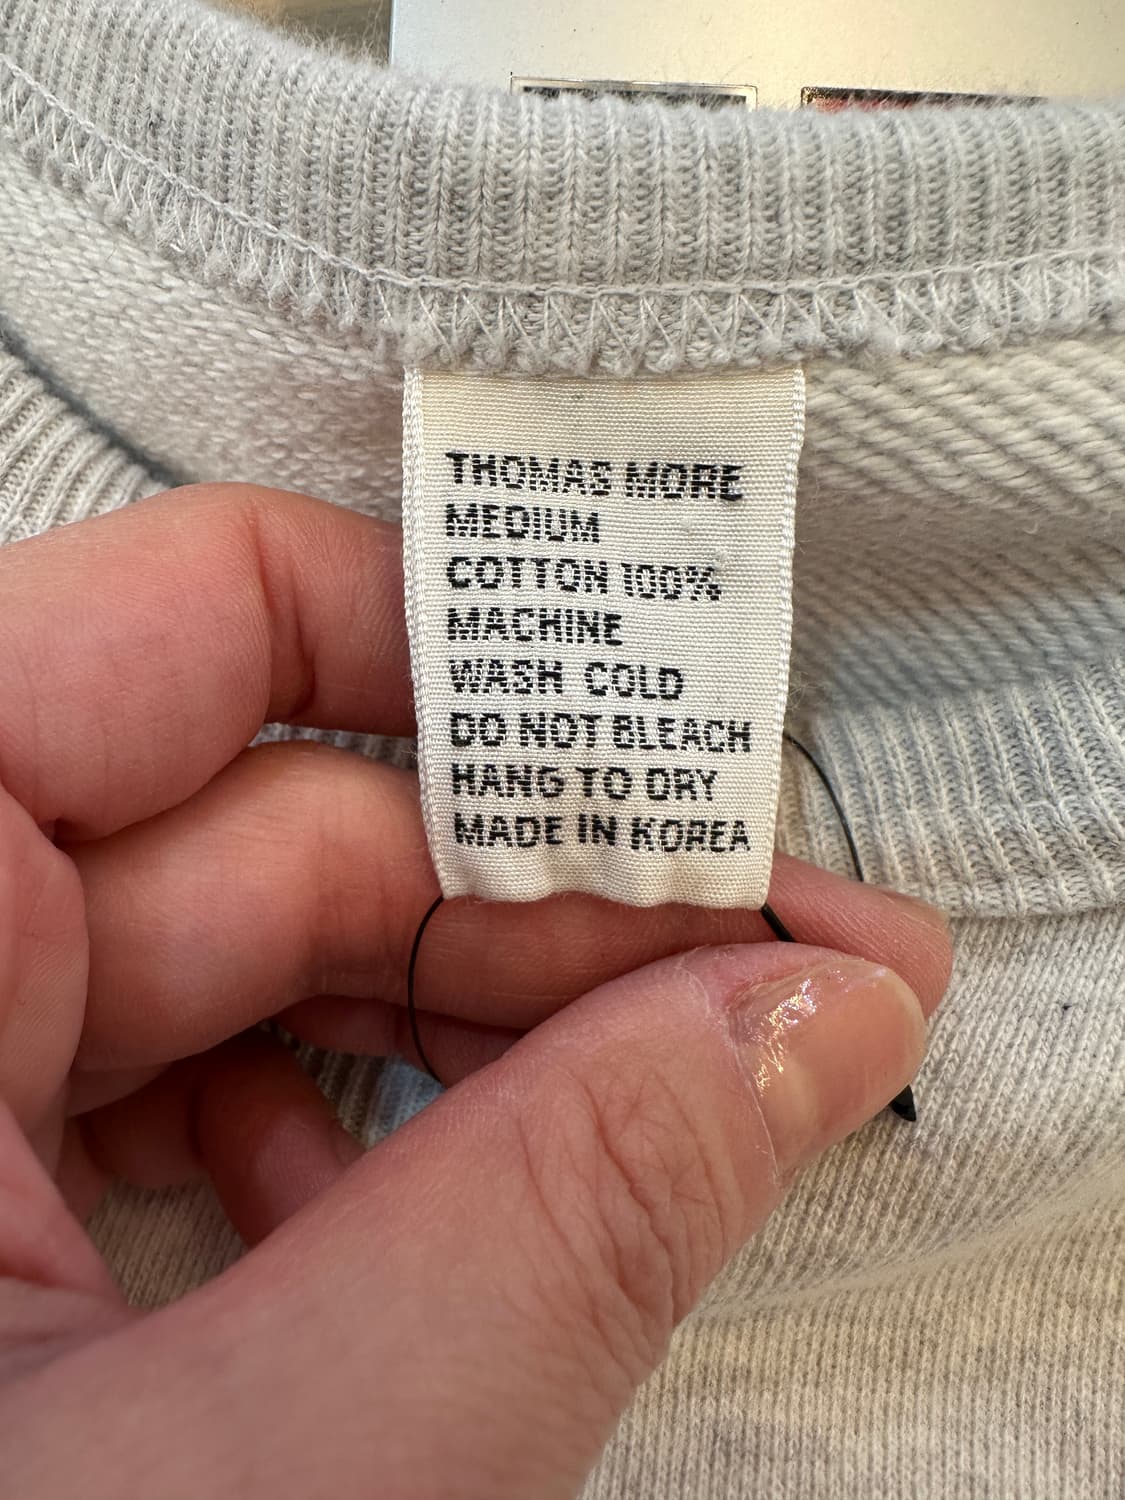 THOMAS MORE
MEDIUM
COTTON 100%
MACHINE
WASH COLD
DO NOT BLEACH
HANG TO DRY
MADE IN KOREA